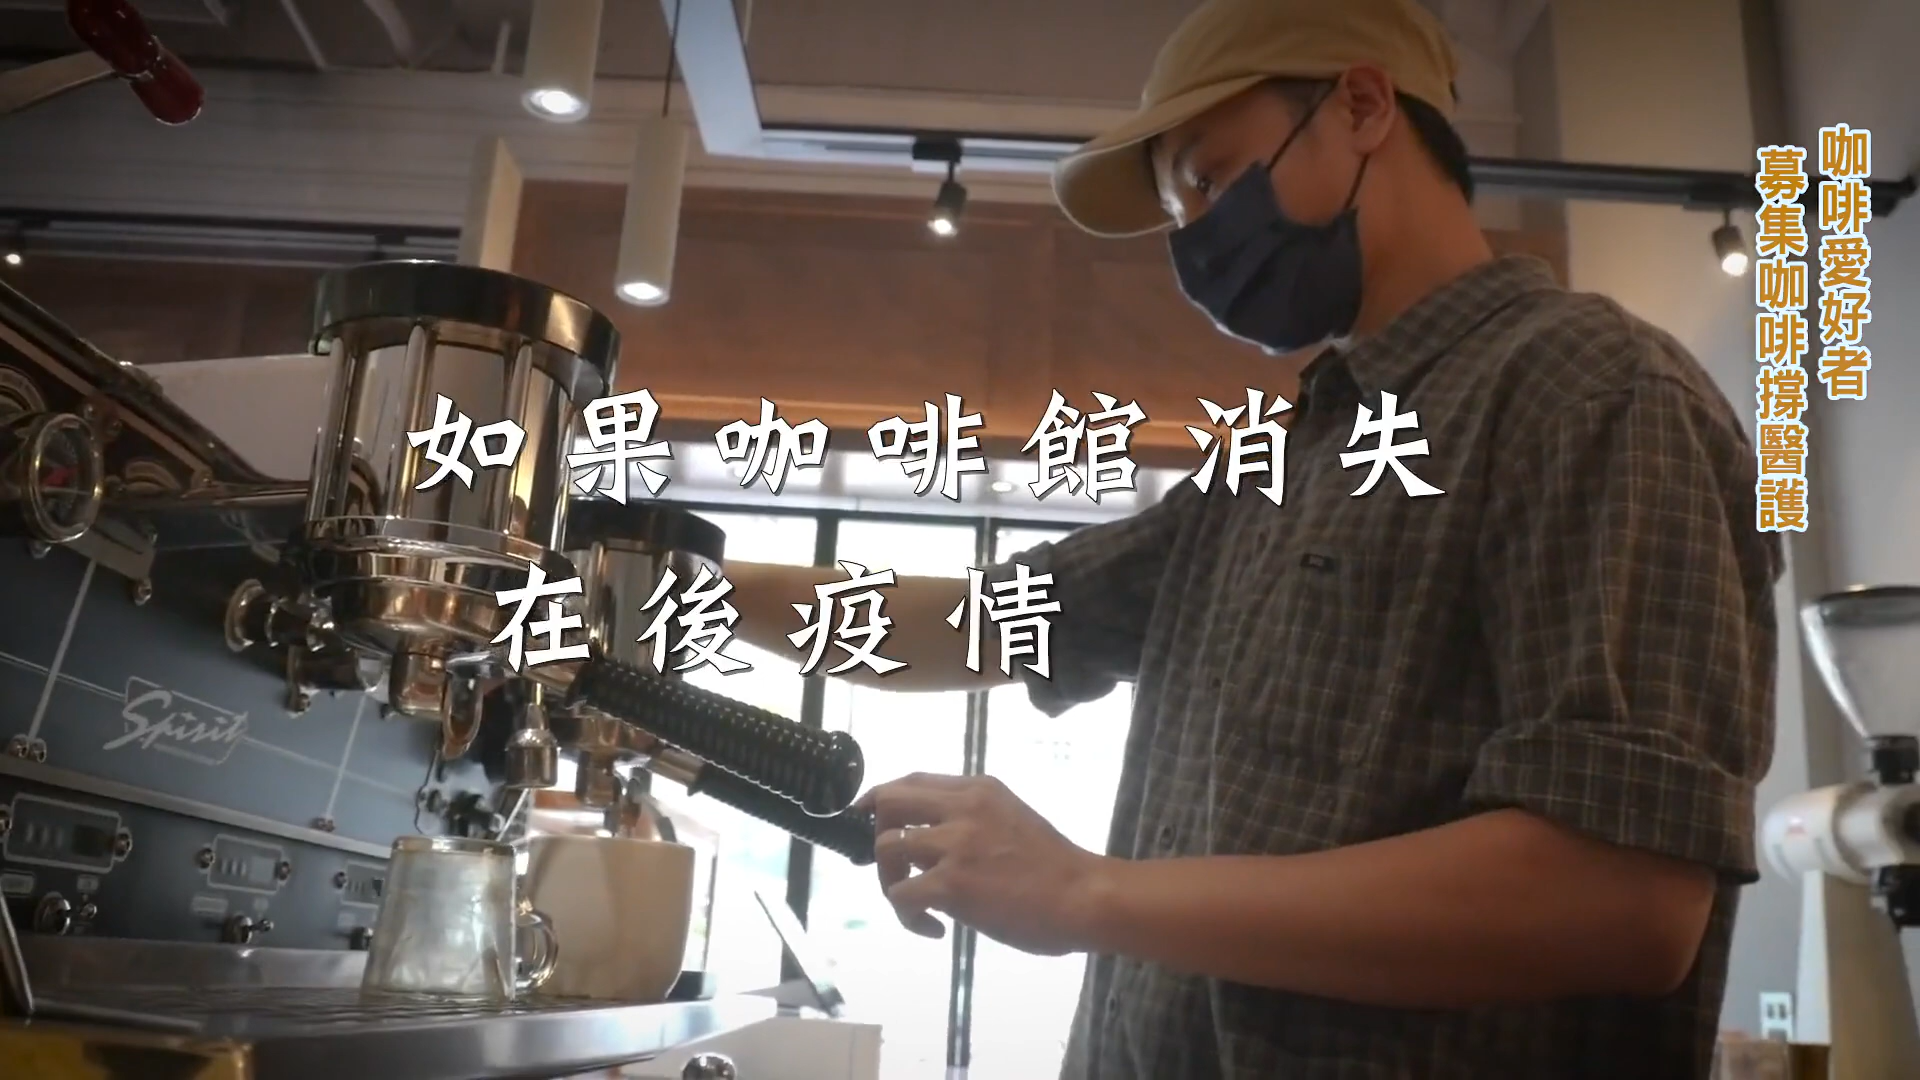 咖啡愛好者
募集咖啡撐醫護
如果咖啡館消失
在後疫情
Spirit